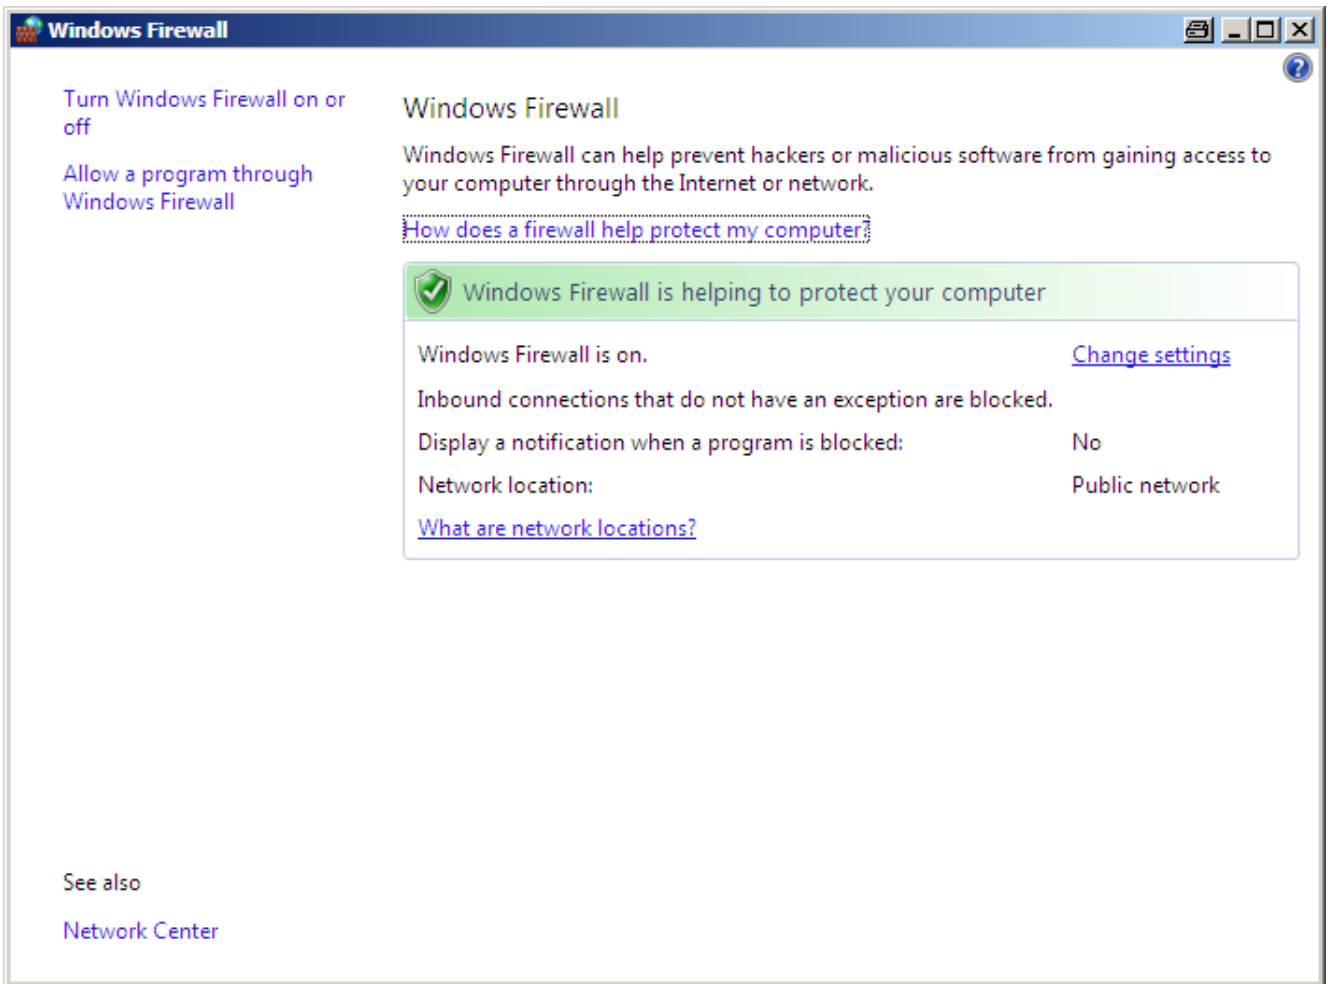 Windows Firewall
Turn Windows Firewall on or
off
Allow a program through
Windows Firewall
Windows Firewall
Windows Firewall can help prevent hackers or malicious software from gaining access to
your computer through the Internet or network.
How does a firewall help protect my computer?
Windows Firewall is helping to protect your computer
Windows Firewall is on. Change settings
Inbound connections that do not have an exception are blocked.
Display a notification when a program is blocked: No
Network location: Public network
What are network locations?
See also
Network Center